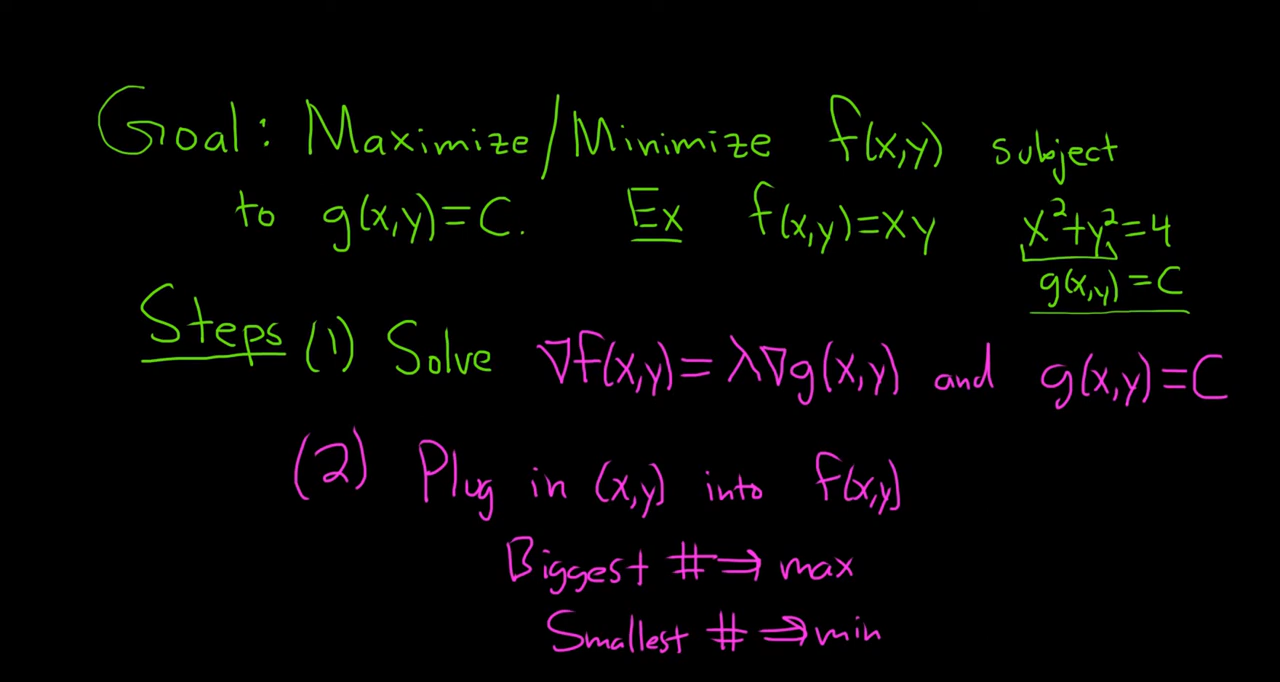 Goal: Maximize/Minimize f(x,y) subject
to g(x,y)=C. Ex f(x,y)=xy x²+y²=4
g(x,y)=C
Steps (1) Solve ∇f(x,y)=λ∇g(x,y) and g(x,y)=C
(2) Plug in (x,y) into f(x,y)
Biggest # ⇒ max
Smallest # ⇒ min